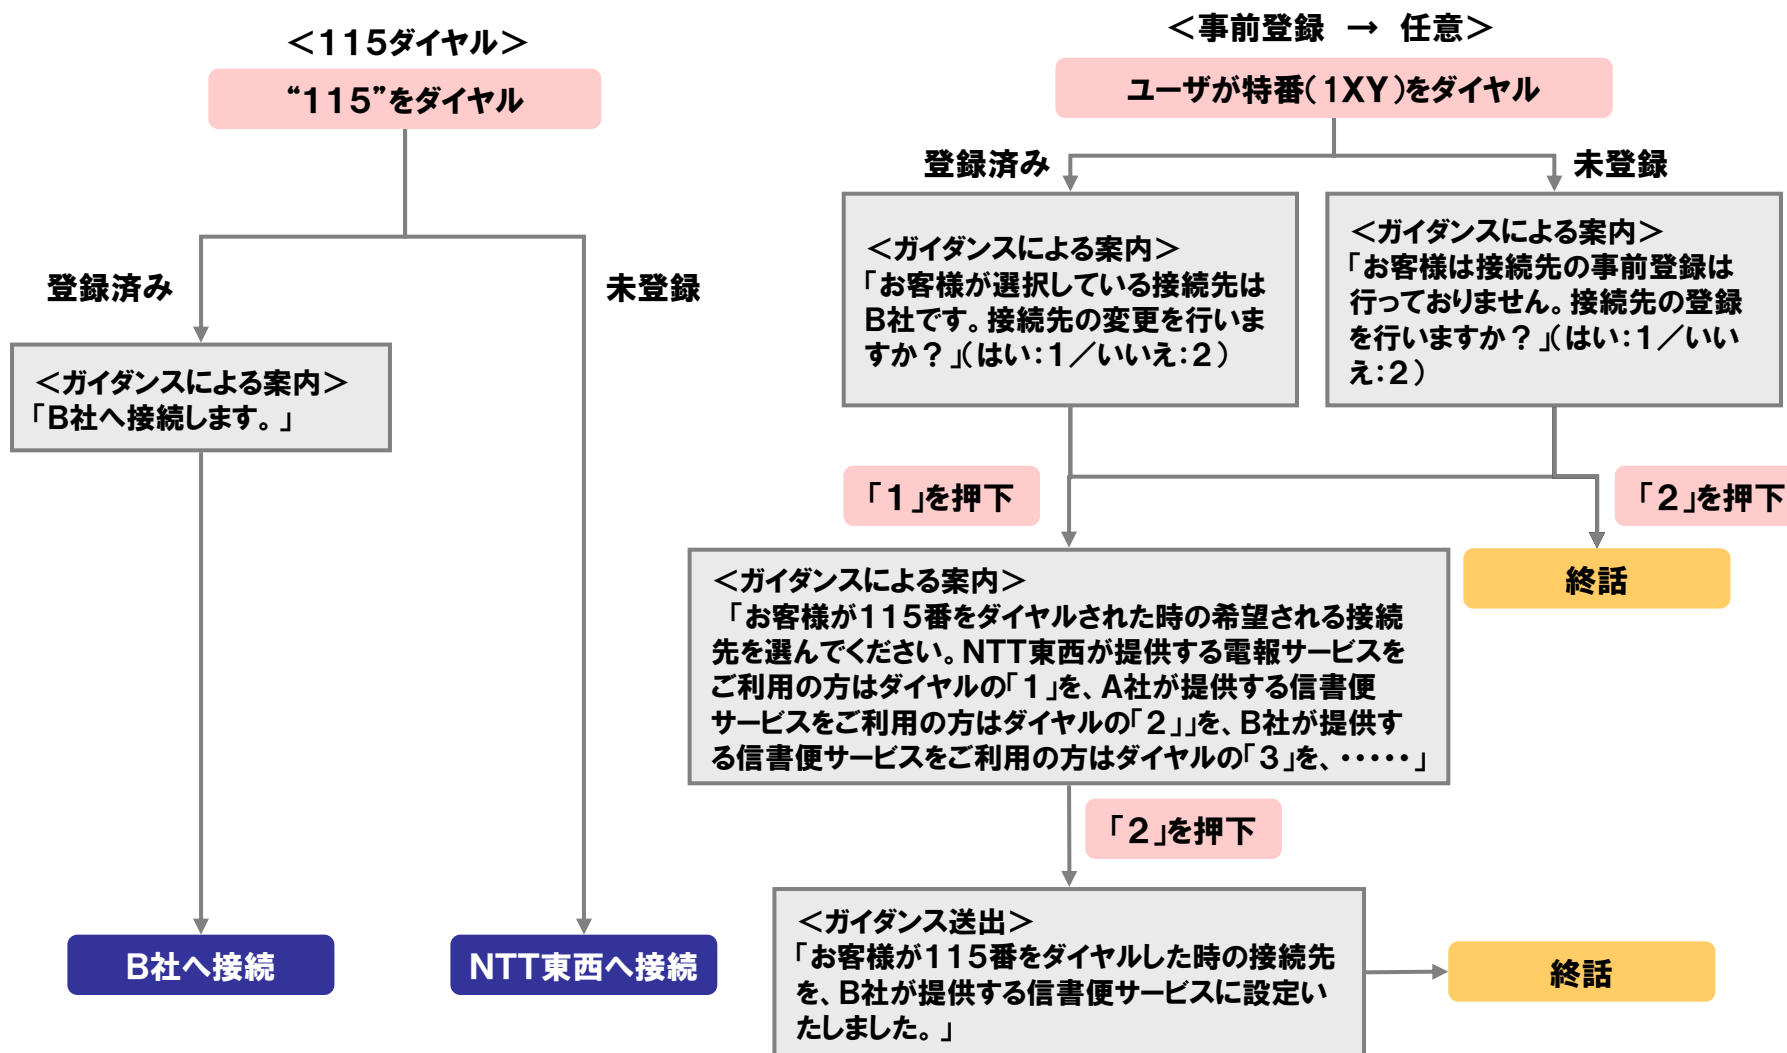 ＜115ダイヤル＞
“115”をダイヤル
登録済み
未登録
＜ガイダンスによる案内＞
「B社へ接続します。」
B社へ接続
NTT東西へ接続
＜事前登録　→　任意＞
ユーザが特番（1XY）をダイヤル
登録済み
未登録
＜ガイダンスによる案内＞
「お客様が選択している接続先は
B社です。接続先の変更を行いま
すか？」（はい：1／いいえ：2）
＜ガイダンスによる案内＞
「お客様は接続先の事前登録は
行っておりません。接続先の登録
を行いますか？」（はい：1／いい
え：2）
「1」を押下
「2」を押下
終話
＜ガイダンスによる案内＞
「お客様が115番をダイヤルされた時の希望される接続
先を選んでください。NTT東西が提供する電報サービスを
ご利用の方はダイヤルの「1」を、A社が提供する信書便
サービスをご利用の方はダイヤルの「2」」を、B社が提供す
る信書便サービスをご利用の方はダイヤルの「3」を、・・・・・」
「2」を押下
＜ガイダンス送出＞
「お客様が115番をダイヤルした時の接続先
を、B社が提供する信書便サービスに設定い
たしました。」
終話